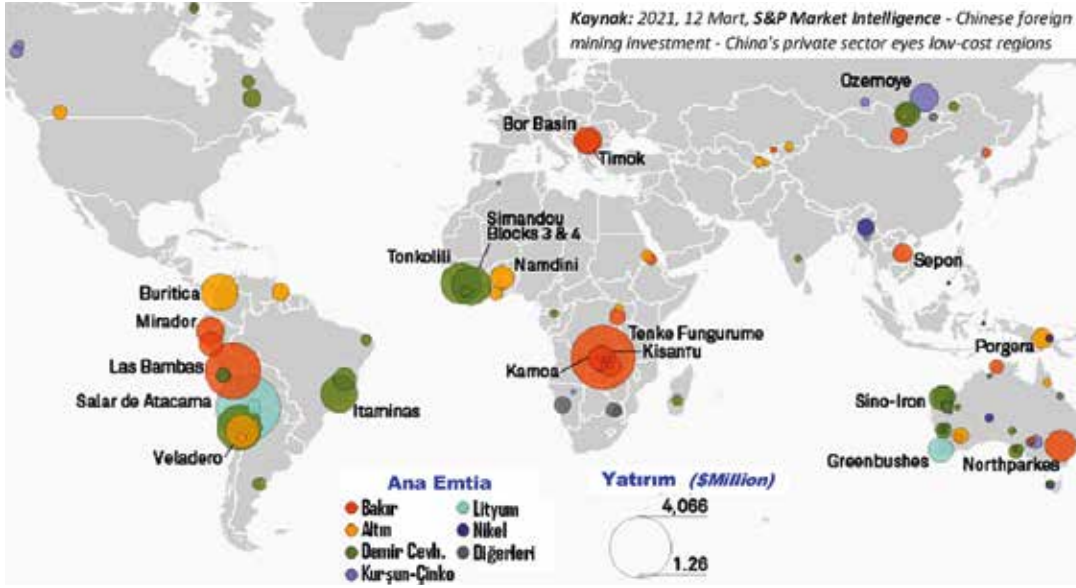 Kaynak: 2021, 12 Mart, S&P Market Intelligence - Chinese foreign
mining investment - China's private sector eyes low-cost regions
Ozernoye
Bor Basin
Timok
Simandou
Blocks 3 & 4
Tonkolili
Namdini
Sepon
Buritica
Mirador
Tenke Fungurume
Kisanfu
Porgera
Las Bambas
Kamoa
Salar de Atacama
Itaminas
Sino-Iron
Veladero
Greenbushes
Northparkes
Ana Emtia
Bakır
Lityum
Altın
Nikel
Demir Cevh.
Diğerleri
Kurşun-Çinko
Yatırım ($Million)
4,066
1.26